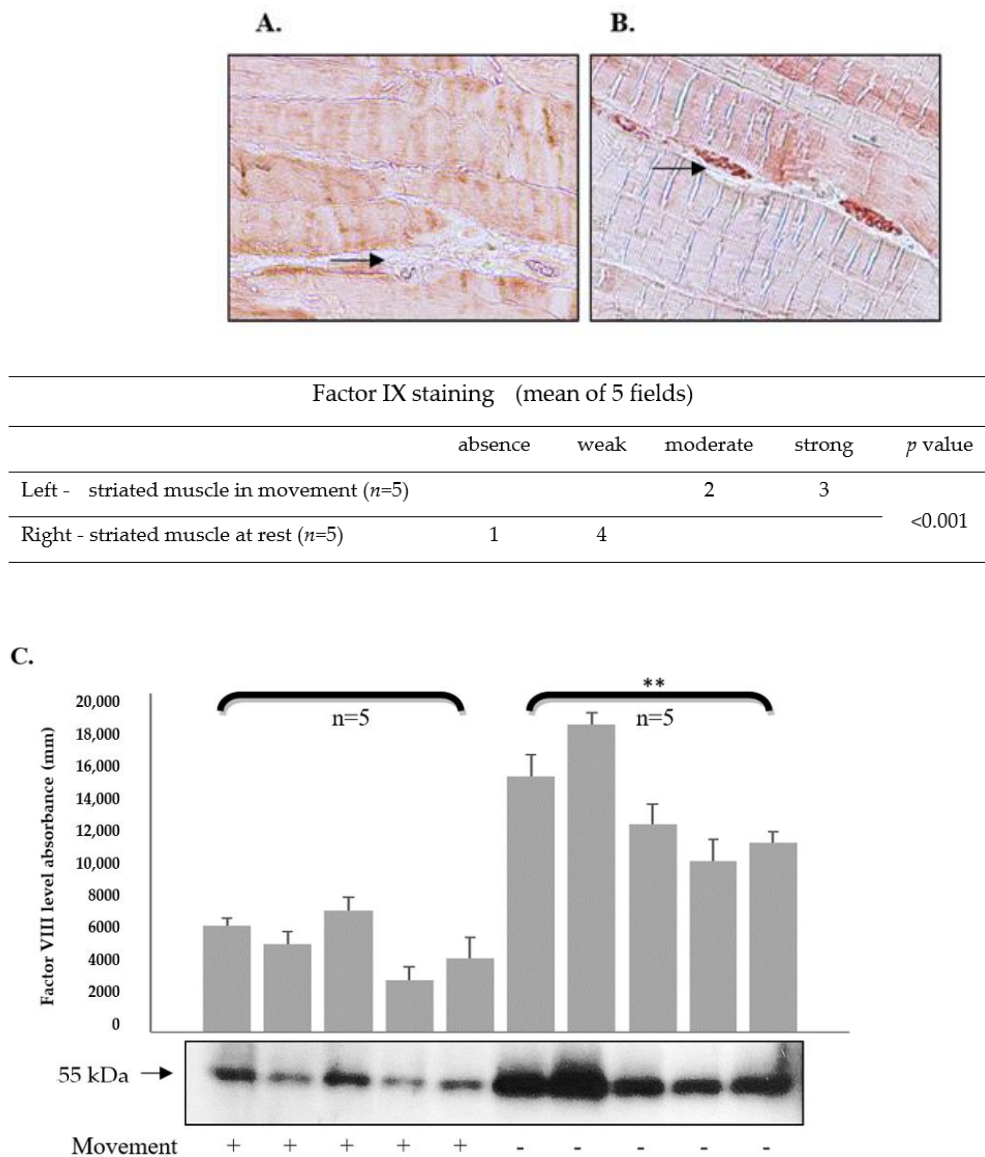 A.
B.
Factor IX staining (mean of 5 fields)
absence weak moderate strong p value
Left - striated muscle in movement (n=5) 2 3
<0.001
Right - striated muscle at rest (n=5) 1 4
C.
**
n=5 n=5
Factor VIII level absorbance (mm)
20,000
18,000
16,000
14,000
12,000
10,000
8000
6000
4000
2000
0
55 kDa
Movement + + + + + - - - - -